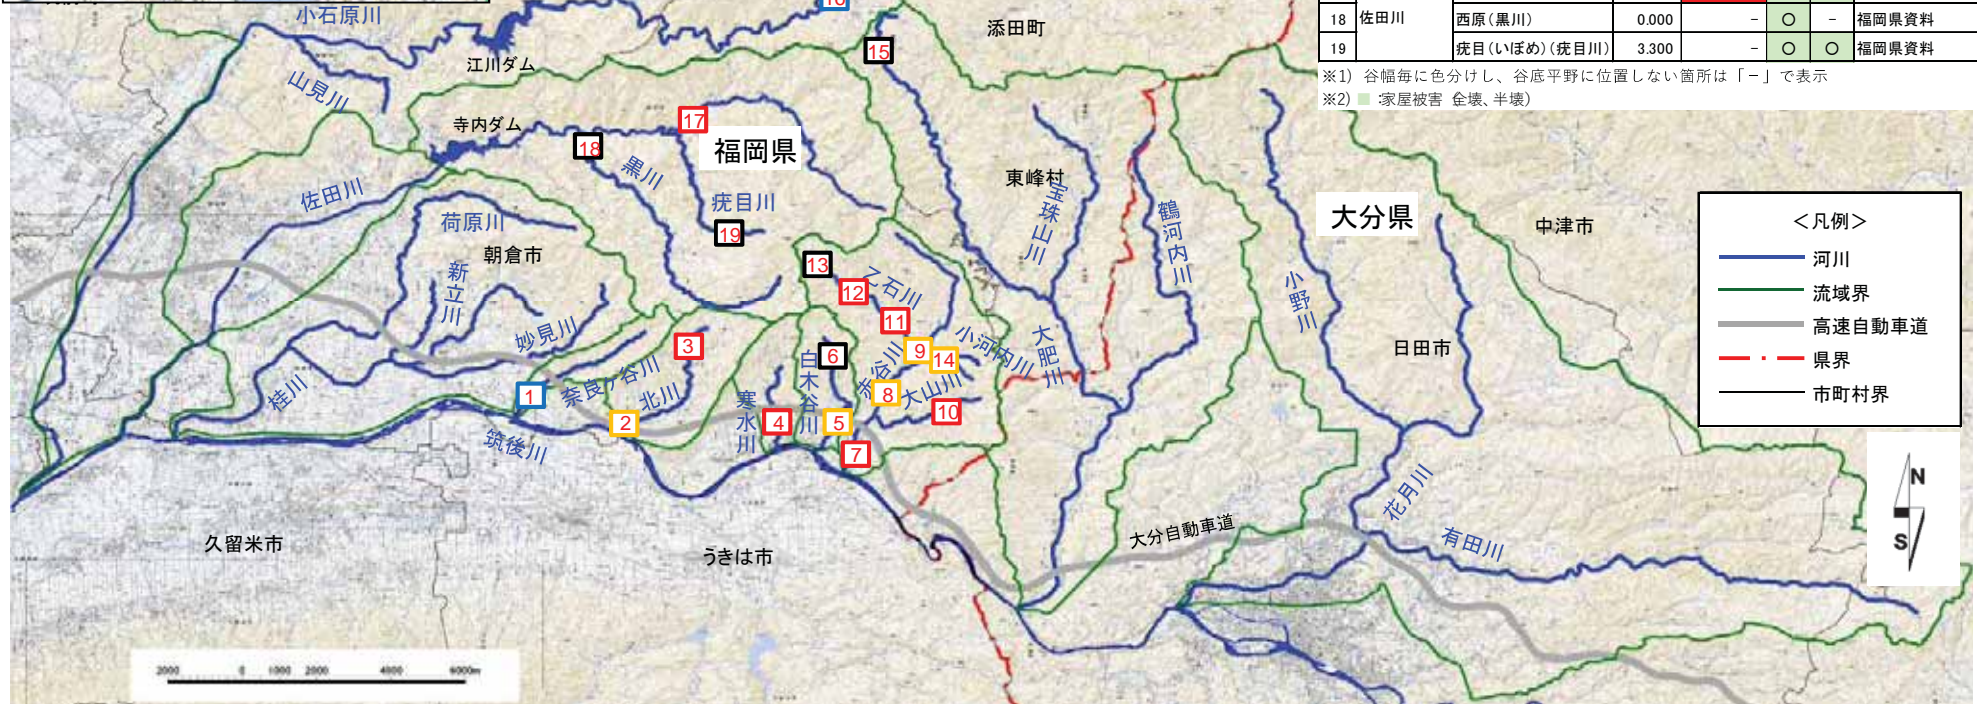 18 佐田川 西原(黒川) 0.000 - ○ - 福岡県資料
19 疣目(いぼめ)(疣目川) 3.300 - ○ ○ 福岡県資料
※1) 谷幅毎に色分けし、谷底平野に位置しない箇所は「－」で表示
※2) :家屋被害 全壊、半壊)
小石原川
添田町
15
江川ダム
山見川
寺内ダム
17
18
福岡県
黒川
東峰村
佐田川
疣目川
宝珠山川
鶴河内川
大分県
中津市
荷原川
19
朝倉市
新立川
13
乙石川
12
小野川
11
妙見川
小河内川
大肥川
日田市
3
6
白木谷川
赤谷川
9
14
奈良ヶ谷川
桂川
1
北川
8
大山川
寒水川
10
2
4
5
筑後川
7
花月川
久留米市
うきは市
大分自動車道
有田川
＜凡例＞
河川
流域界
高速自動車道
県界
市町村界
N
S
2000 0 1000 2000 4000 6000m